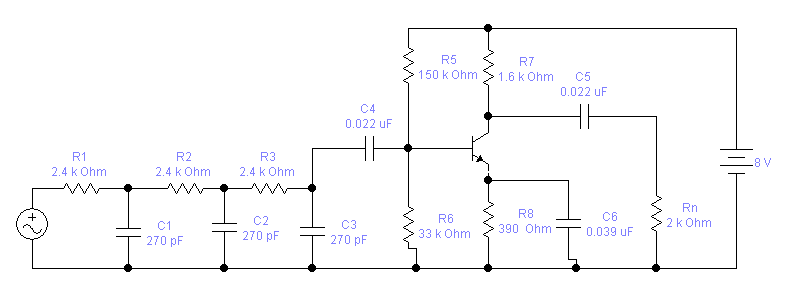 R5
150 k Ohm
R7
1.6 k Ohm
C5
0.022 uF
C4
0.022 uF
R1
2.4 k Ohm
R2
2.4 k Ohm
R3
2.4 k Ohm
8 V
C1
270 pF
C2
270 pF
C3
270 pF
R6
33 k Ohm
R8
390 Ohm
C6
0.039 uF
Rn
2 k Ohm